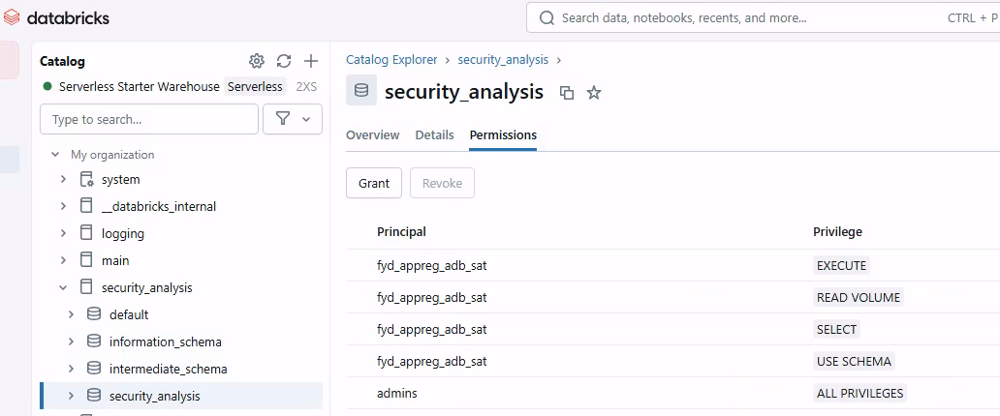 databricks
Search data, notebooks, recents, and more...
CTRL + P
Catalog
Serverless Starter Warehouse Serverless 2XS
Type to search...
My organization
system
__databricks_internal
logging
main
security_analysis
default
information_schema
intermediate_schema
security_analysis
Catalog Explorer > security_analysis >
security_analysis
Overview Details Permissions
Grant Revoke
Principal Privilege
fyd_appreg_adb_sat EXECUTE
fyd_appreg_adb_sat READ VOLUME
fyd_appreg_adb_sat SELECT
fyd_appreg_adb_sat USE SCHEMA
admins ALL PRIVILEGES